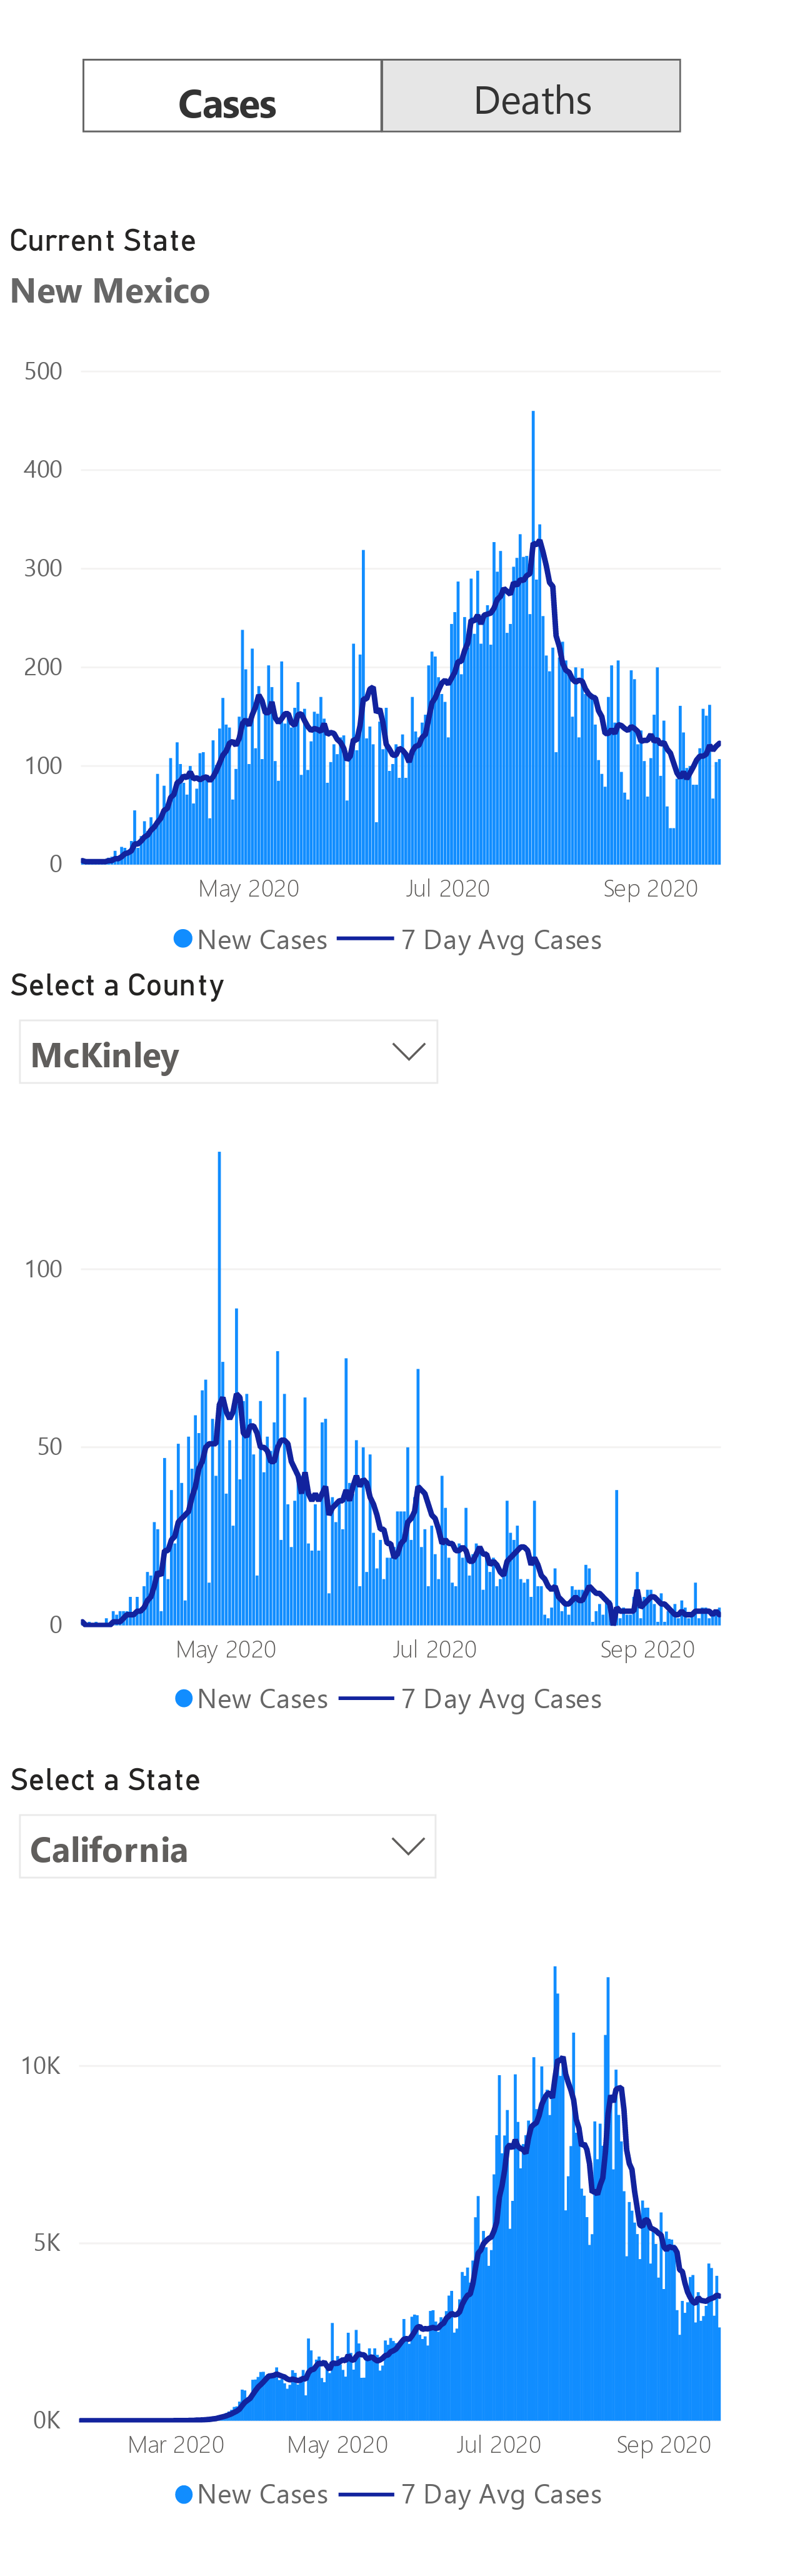 Cases Deaths
Current State
New Mexico
500
400
300
200
100
0
May 2020 Jul 2020 Sep 2020
New Cases 7 Day Avg Cases
Select a County
McKinley
100
50
0
May 2020 Jul 2020 Sep 2020
New Cases 7 Day Avg Cases
Select a State
California
10K
5K
0K
Mar 2020 May 2020 Jul 2020 Sep 2020
New Cases 7 Day Avg Cases